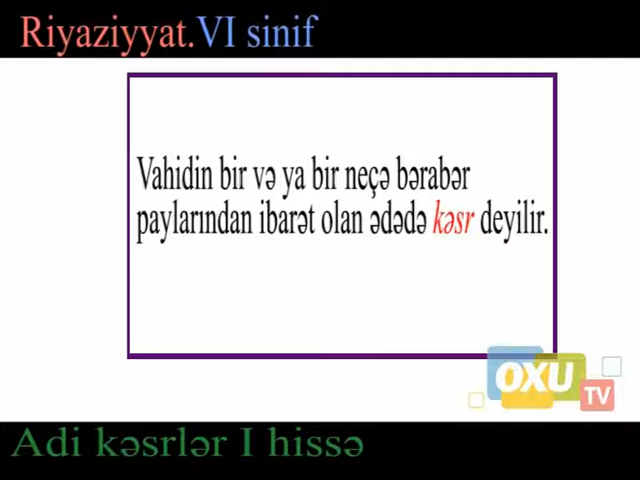 Riyaziyyat.VI sinif
Vahidin bir və ya bir neçə bərabər
paylarından ibarət olan ədədə kəsr deyilir.
OXU
TV
Adi kəsrlər I hissə